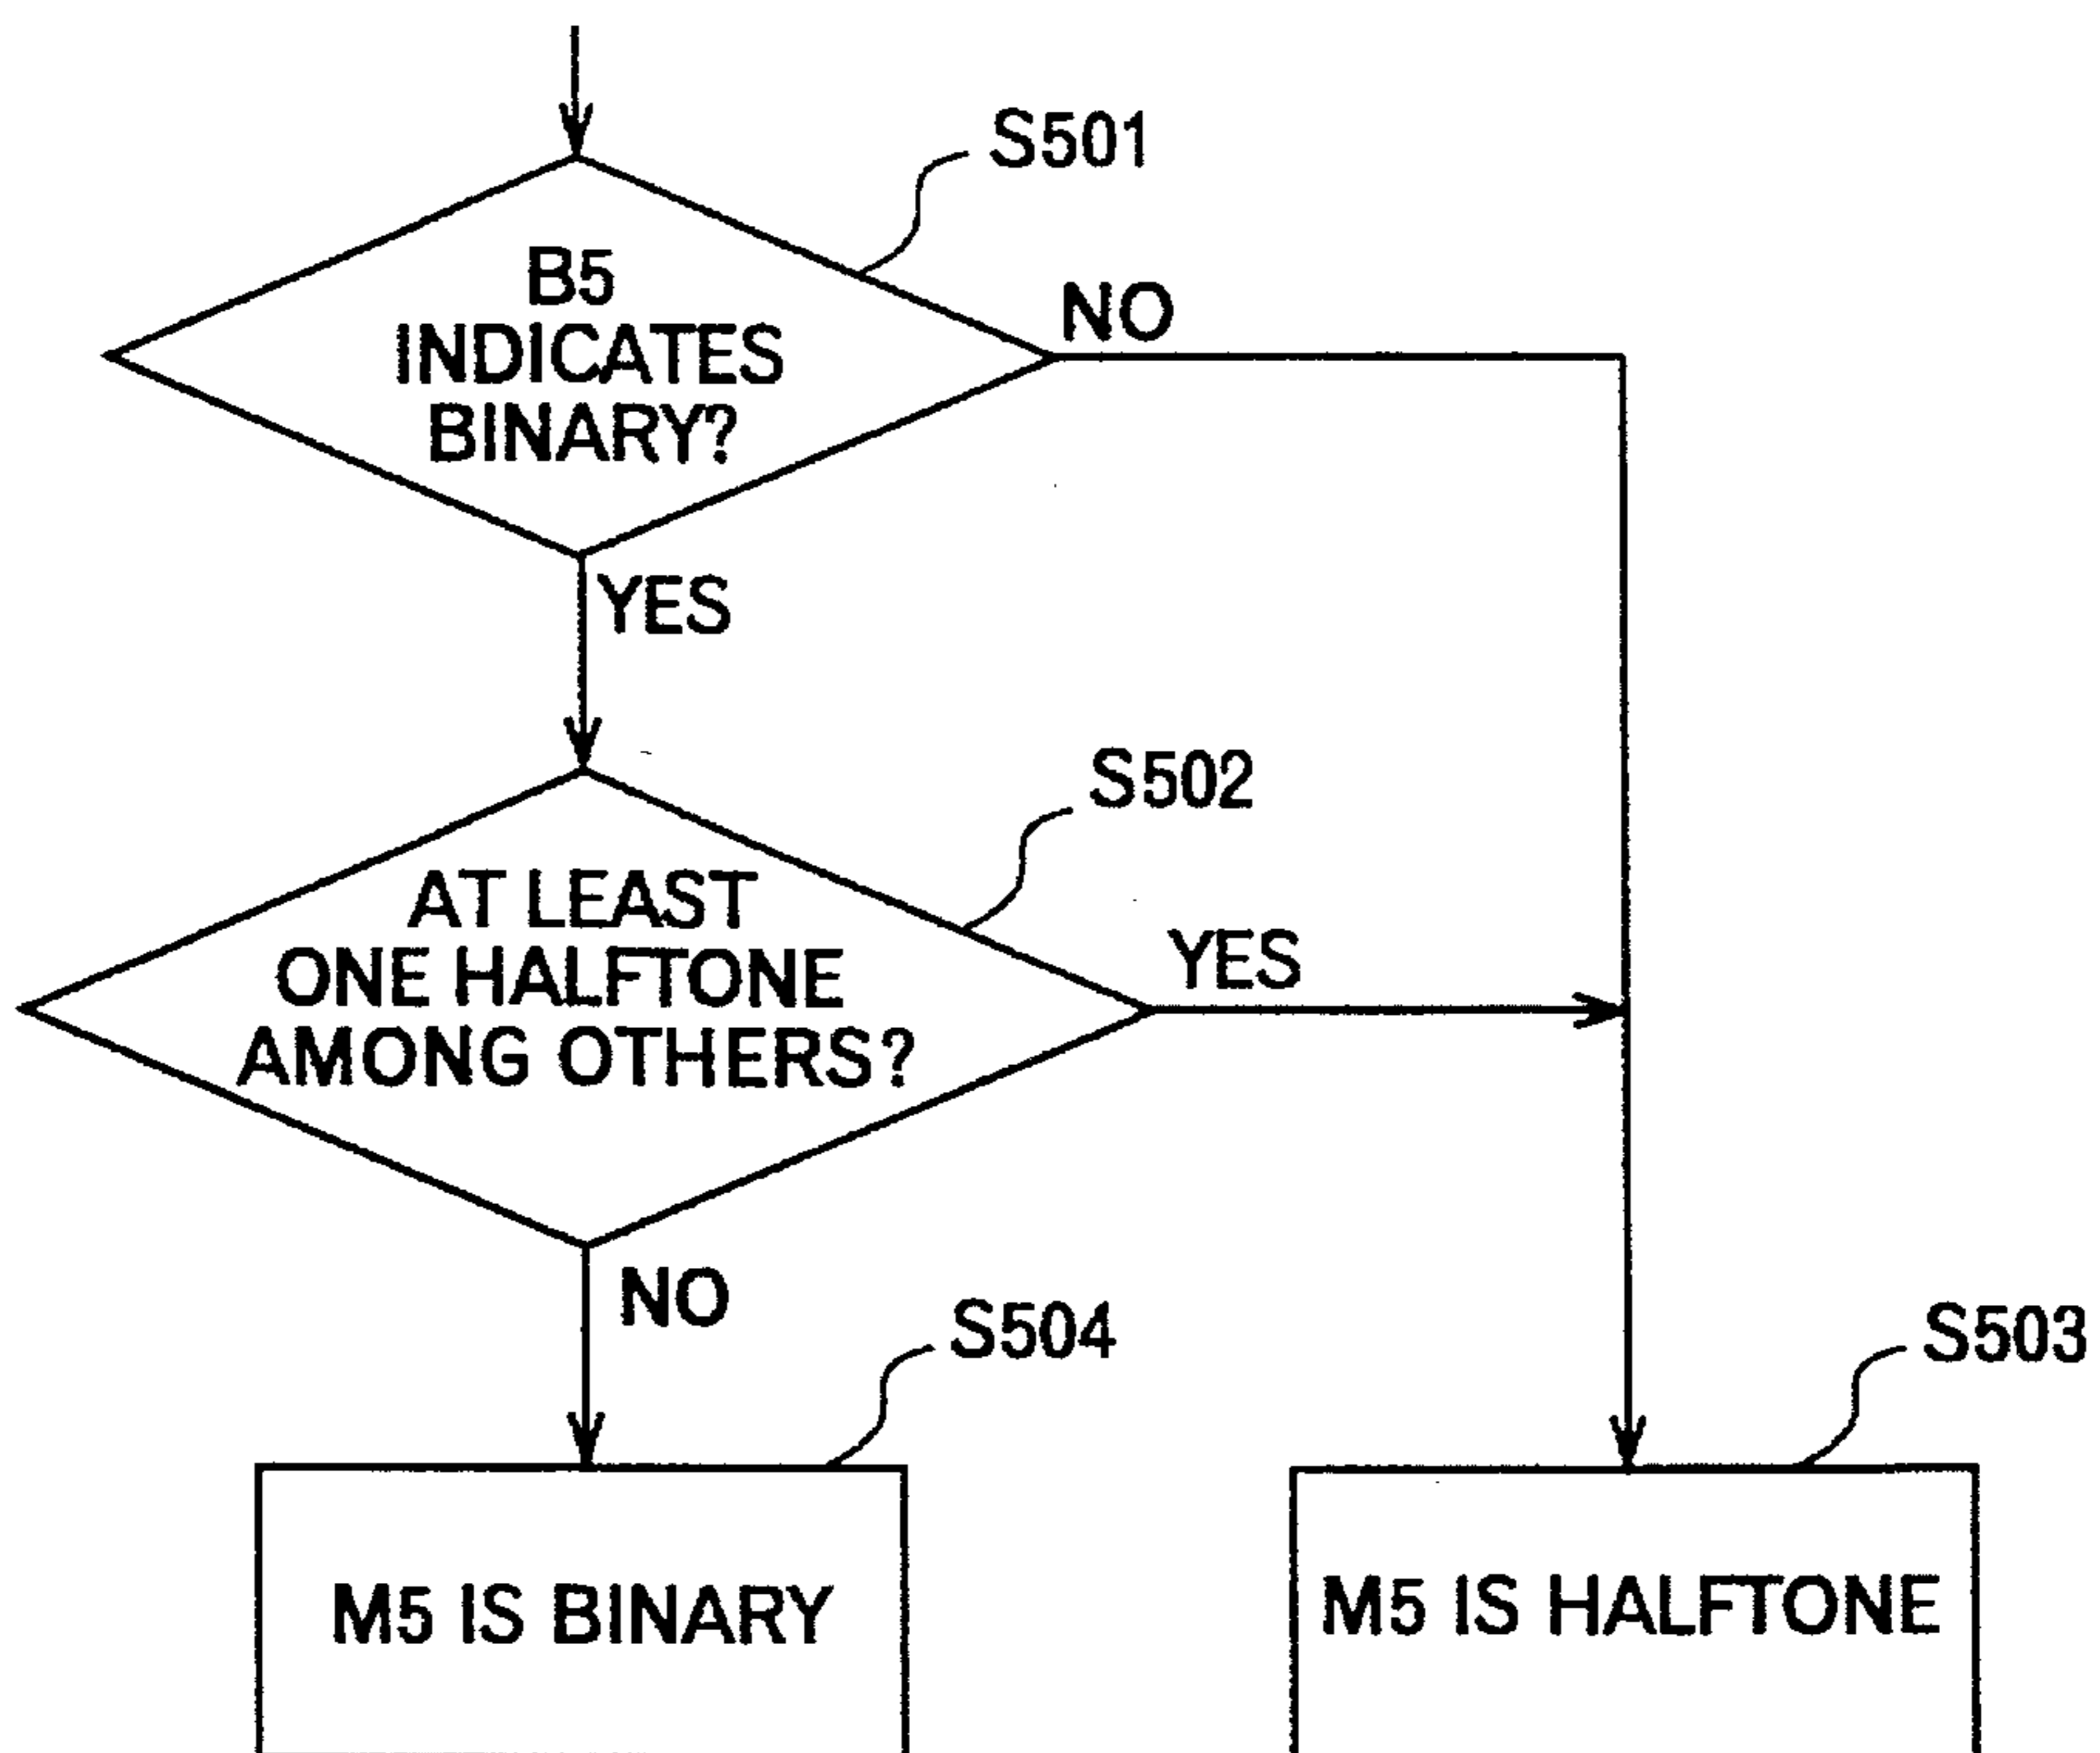 S501
B5
INDICATES
BINARY?
NO
YES
S502
AT LEAST
ONE HALFTONE
AMONG OTHERS?
YES
NO
S504
S503
M5 IS BINARY
M5 IS HALFTONE